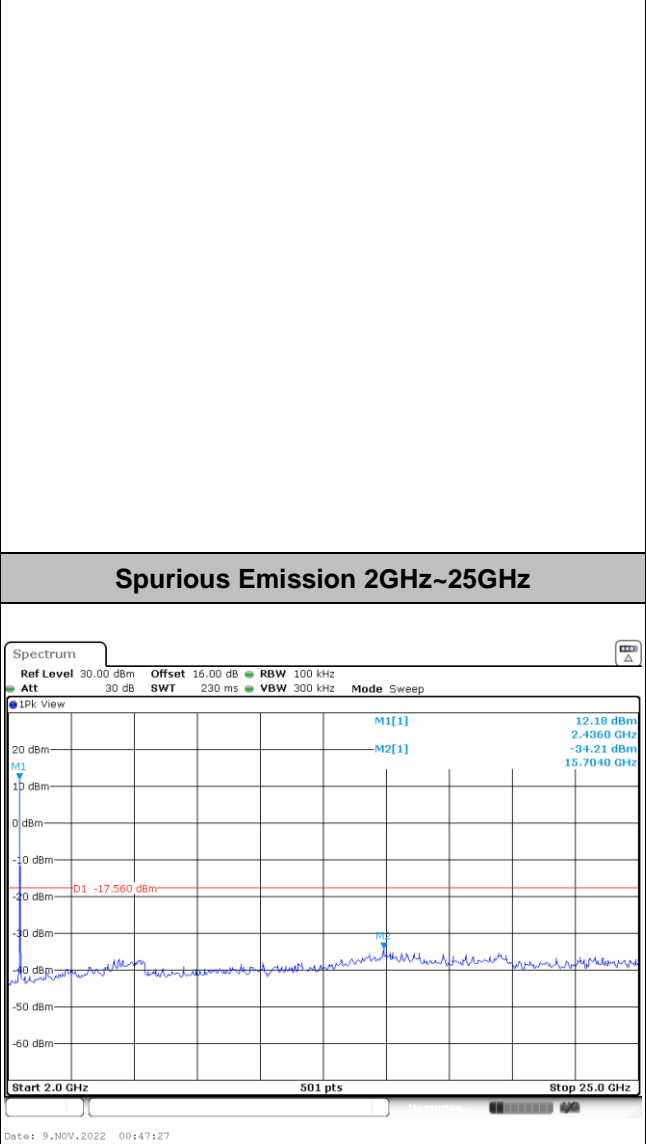 Spurious Emission 2GHz~25GHz
Spectrum
Ref Level 30.00 dBm Offset 16.00 dB RBW 100 kHz
Att 30 dB SWT 230 ms VBW 300 kHz Mode Sweep
1Pk View
M1[1] 12.18 dBm
2.4360 GHz
20 dBm M2[1] -34.21 dBm
15.7040 GHz
M1
10 dBm
0 dBm
-10 dBm
D1 -17.560 dBm
-20 dBm
-30 dBm
M2
-40 dBm
-50 dBm
-60 dBm
Start 2.0 GHz 501 pts Stop 25.0 GHz
Measuring...
Date: 9.NOV.2022 00:47:27